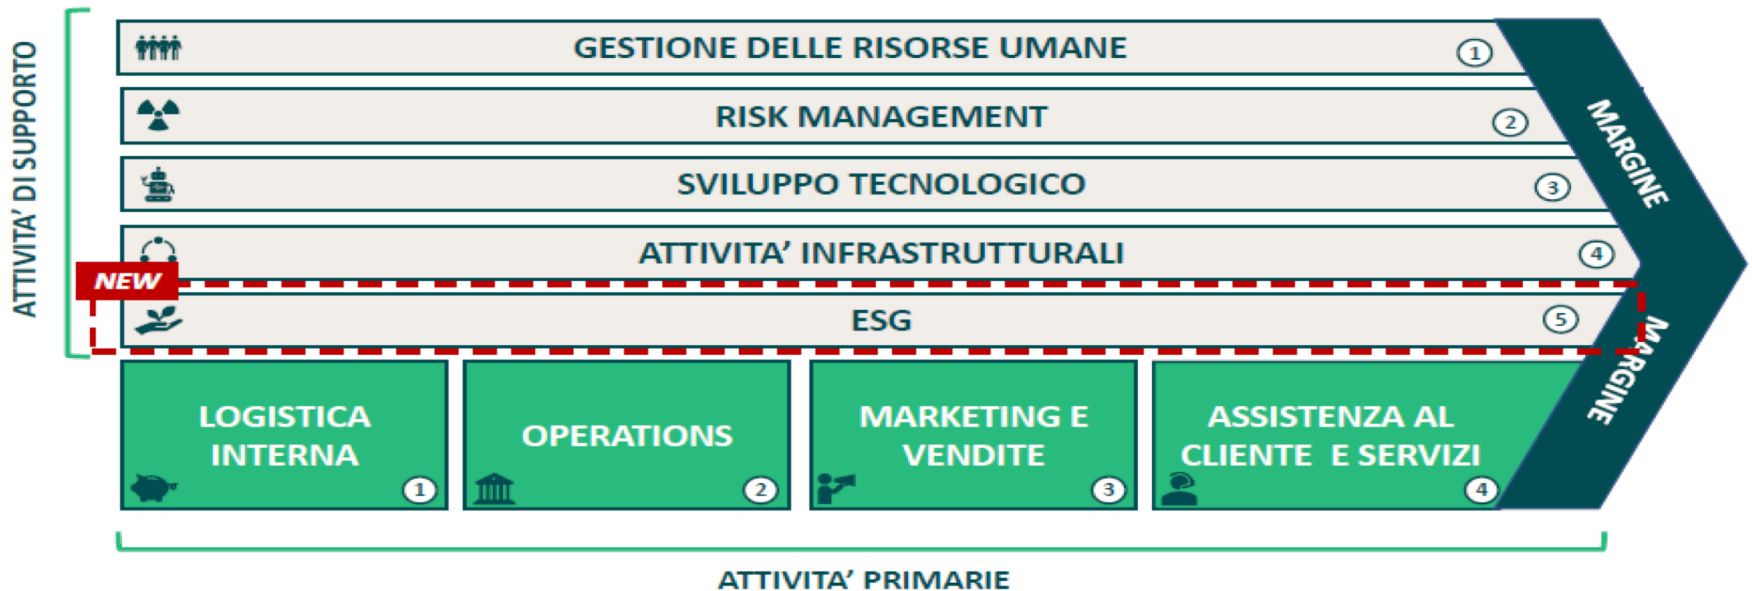 ATTIVITA' DI SUPPORTO
GESTIONE DELLE RISORSE UMANE
1
RISK MANAGEMENT
2
SVILUPPO TECNOLOGICO
3
ATTIVITA' INFRASTRUTTURALI
4
NEW
ESG
5
MARGINE
MARGINE
LOGISTICA
INTERNA
1
OPERATIONS
2
MARKETING E
VENDITE
3
ASSISTENZA AL
CLIENTE E SERVIZI
4
ATTIVITA' PRIMARIE